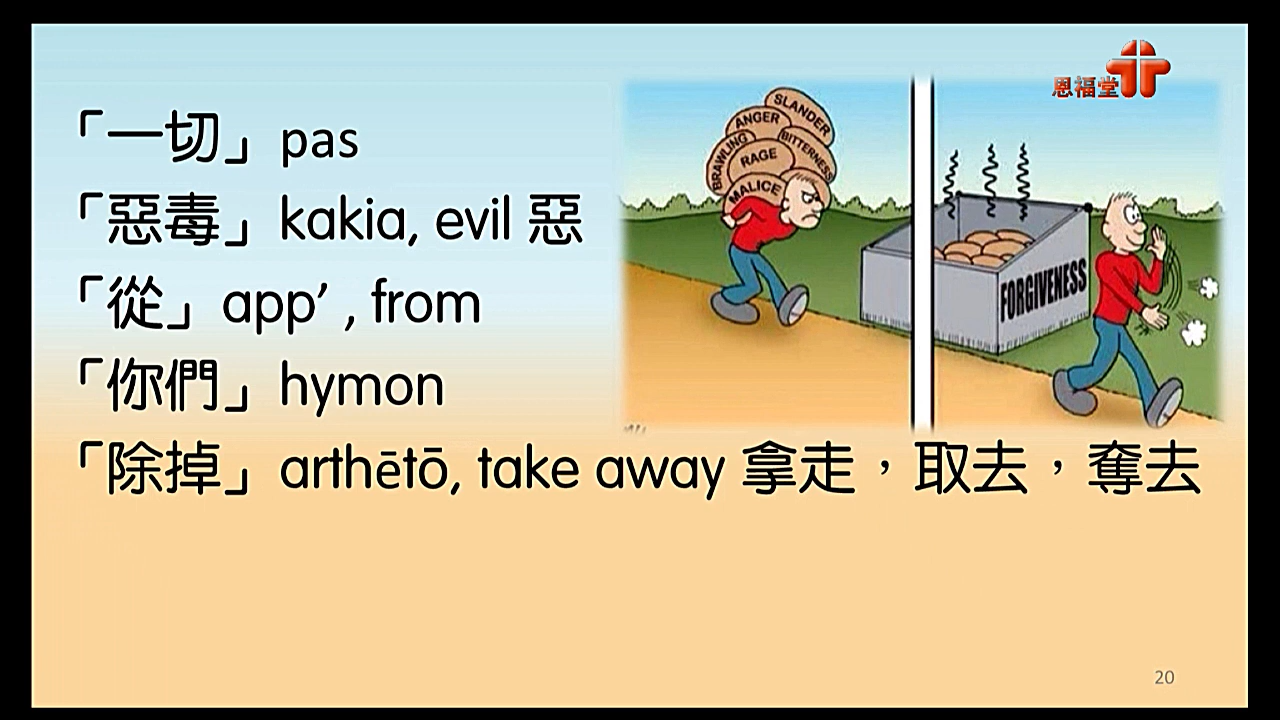 恩福堂
「一切」pas
「惡毒」kakia, evil 惡
「從」app’ , from
「你們」hymon
「除掉」arthētō, take away 拿走，取去，奪去
SLANDER
ANGER
BRAWLING
BITTERNESS
RAGE
MALICE
FORGIVENESS
20